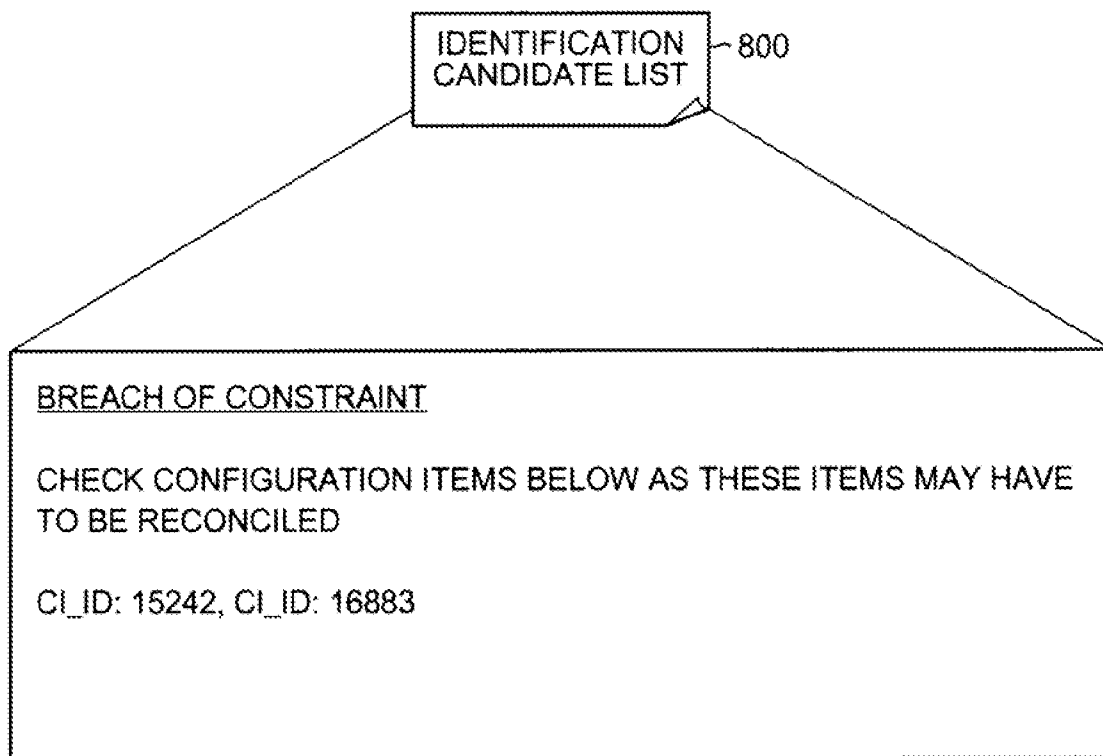 IDENTIFICATION
CANDIDATE LIST
800
BREACH OF CONSTRAINT
CHECK CONFIGURATION ITEMS BELOW AS THESE ITEMS MAY HAVE
TO BE RECONCILED
CI_ID: 15242, CI_ID: 16883